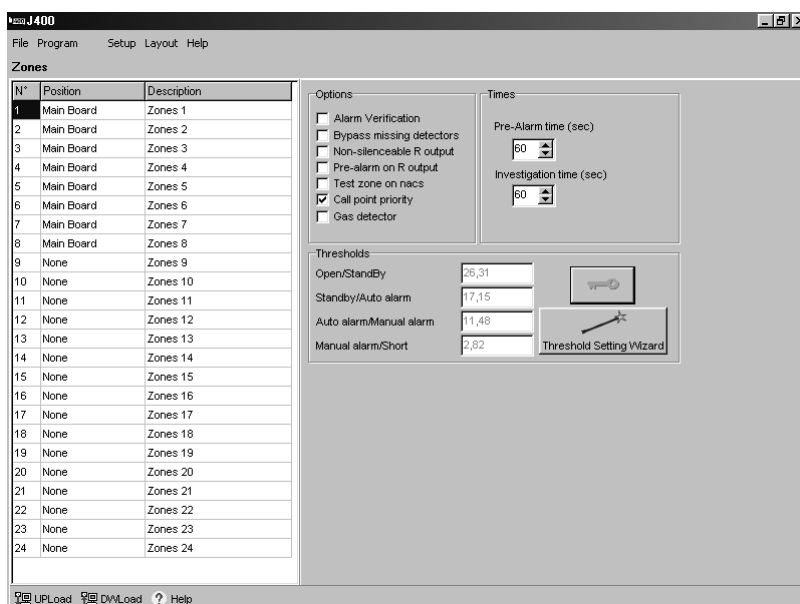 J400
File Program Setup Layout Help
Zones
N° Position Description
1 Main Board Zones 1
2 Main Board Zones 2
3 Main Board Zones 3
4 Main Board Zones 4
5 Main Board Zones 5
6 Main Board Zones 6
7 Main Board Zones 7
8 Main Board Zones 8
9 None Zones 9
10 None Zones 10
11 None Zones 11
12 None Zones 12
13 None Zones 13
14 None Zones 14
15 None Zones 15
16 None Zones 16
17 None Zones 17
18 None Zones 18
19 None Zones 19
20 None Zones 20
21 None Zones 21
22 None Zones 22
23 None Zones 23
24 None Zones 24
Options
Alarm Verification
Bypass missing detectors
Non-silenceable R output
Pre-alarm on R output
Test zone on nacs
Call point priority
Gas detector
Times
Pre-Alarm time (sec)
60
Investigation time (sec)
60
Thresholds
Open/StandBy 26,31
Standby/Auto alarm 17,15
Auto alarm/Manual alarm 11,48
Manual alarm/Short 2,82
Threshold Setting Wizard
UPLoad DWLoad ? Help